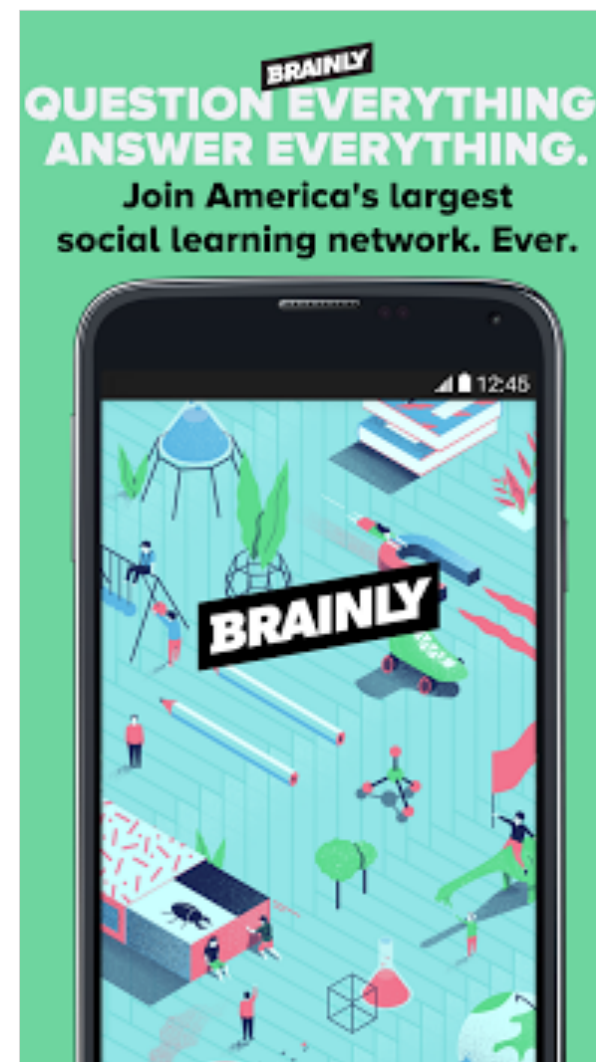 BRAINLY
QUESTION EVERYTHING
ANSWER EVERYTHING.
Join America's largest
social learning network. Ever.
12:45
BRAINLY